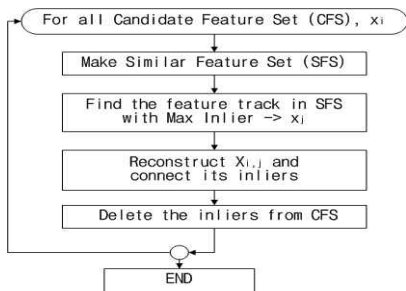 For all Candidate Feature Set (CFS), xi
Make Similar Feature Set (SFS)
Find the feature track in SFS
with Max Inlier -> xj
Reconstruct Xi,j and
connect its inliers
Delete the inliers from CFS
END